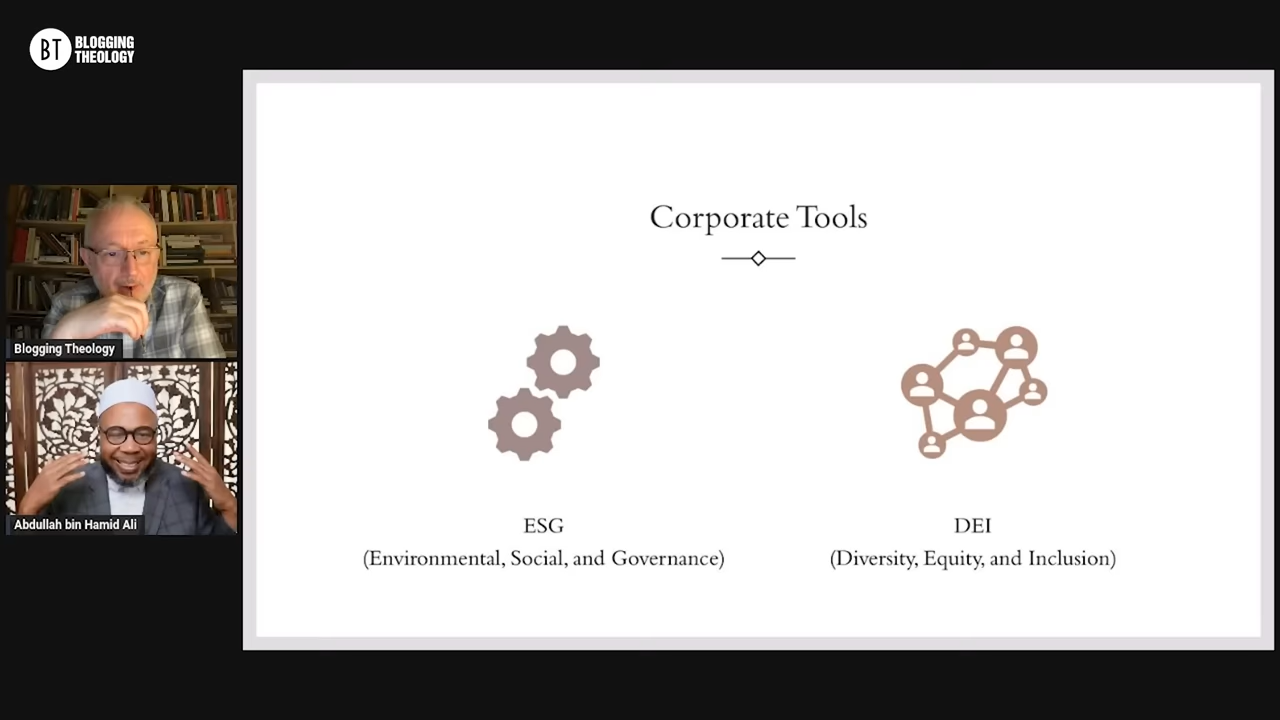 BT BLOGGING
THEOLOGY
Blogging Theology
Abdullah bin Hamid Ali
Corporate Tools
ESG
(Environmental, Social, and Governance)
DEI
(Diversity, Equity, and Inclusion)